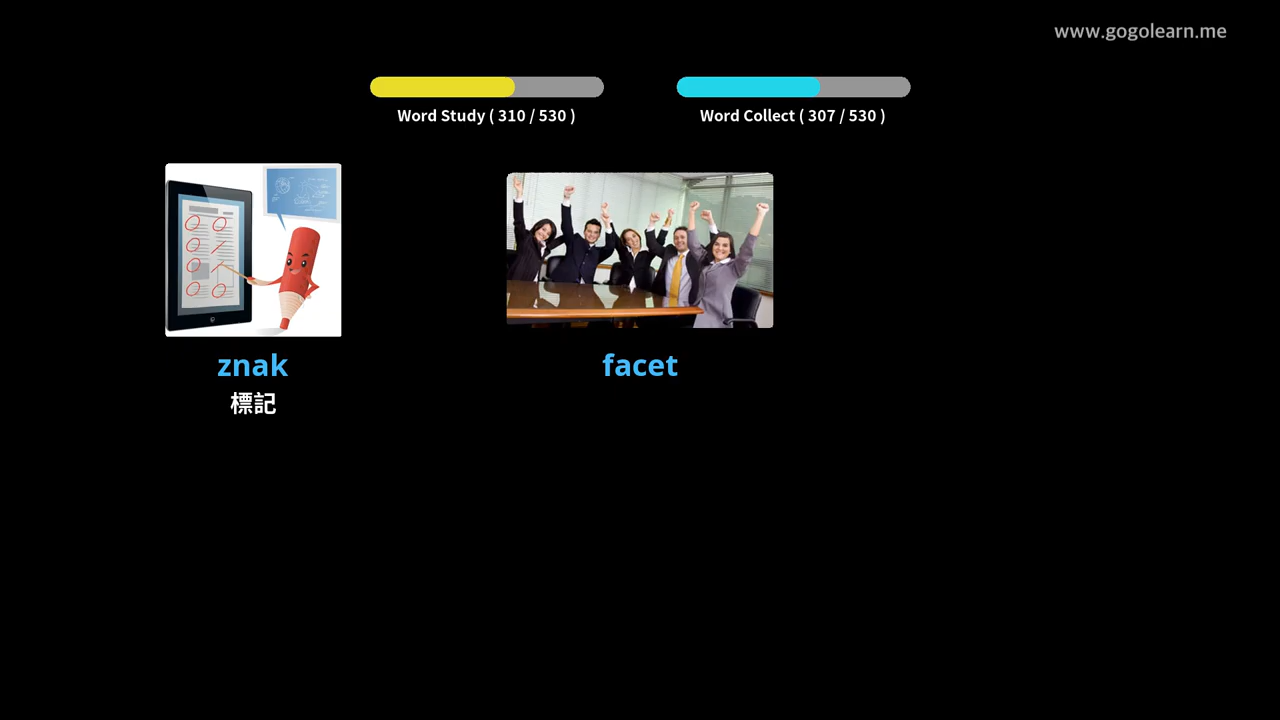 www.gogolearn.me
Word Study ( 310 / 530 )
Word Collect ( 307 / 530 )
znak
標記
facet